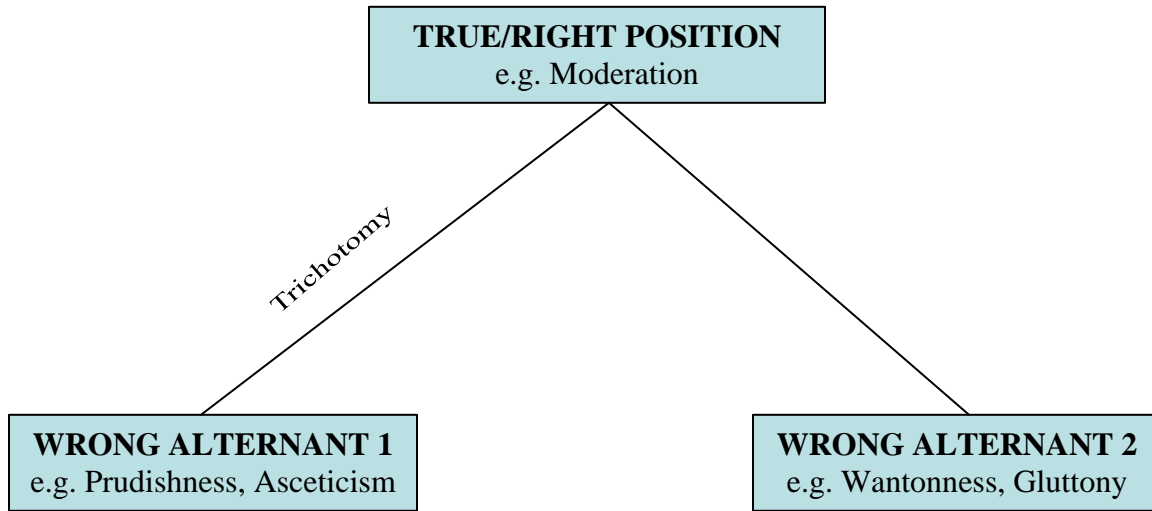 TRUE/RIGHT POSITION
e.g. Moderation
Trichotomy
WRONG ALTERNANT 1
e.g. Prudishness, Asceticism
WRONG ALTERNANT 2
e.g. Wantonness, Gluttony